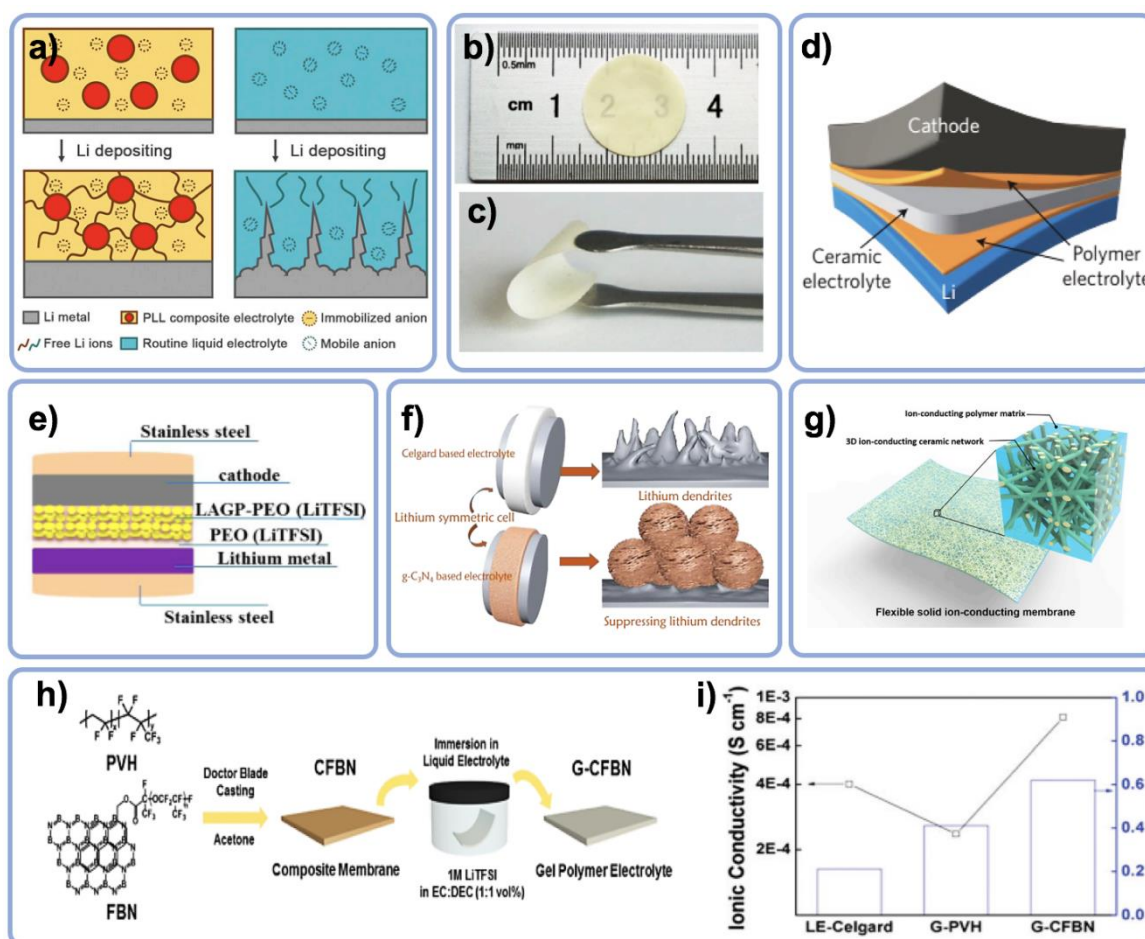 a)
Li depositing
Li depositing
Li metal
PLL composite electrolyte
Immobilized anion
Free Li ions
Routine liquid electrolyte
Mobile anion
b)
0.5mm
cm 1 2 3 4
mm
c)
d)
Cathode
Ceramic
electrolyte
Polymer
electrolyte
Li
e)
Stainless steel
cathode
LAGP-PEO (LiTFSI)
PEO (LiTFSI)
Lithium metal
Stainless steel
f)
Celgard based electrolyte
Lithium dendrites
Lithium symmetric cell
g-C₃N₄ based electrolyte
Suppressing lithium dendrites
g)
Ion-conducting polymer matrix
3D ion-conducting ceramic network
Flexible solid ion-conducting membrane
h)
F F F
F F F CF₃
PVH
FBN
Doctor Blade
Casting
Acetone
CFBN
Composite Membrane
Immersion in
Liquid Electrolyte
1M LiTFSI
in EC:DEC (1:1 vol%)
G-CFBN
Gel Polymer Electrolyte
i)
Ionic Conductivity (S cm⁻¹)
1E-3
8E-4
6E-4
4E-4
2E-4
1.0
0.8
0.6
0.4
0.2
0.0
LE-Celgard G-PVH G-CFBN